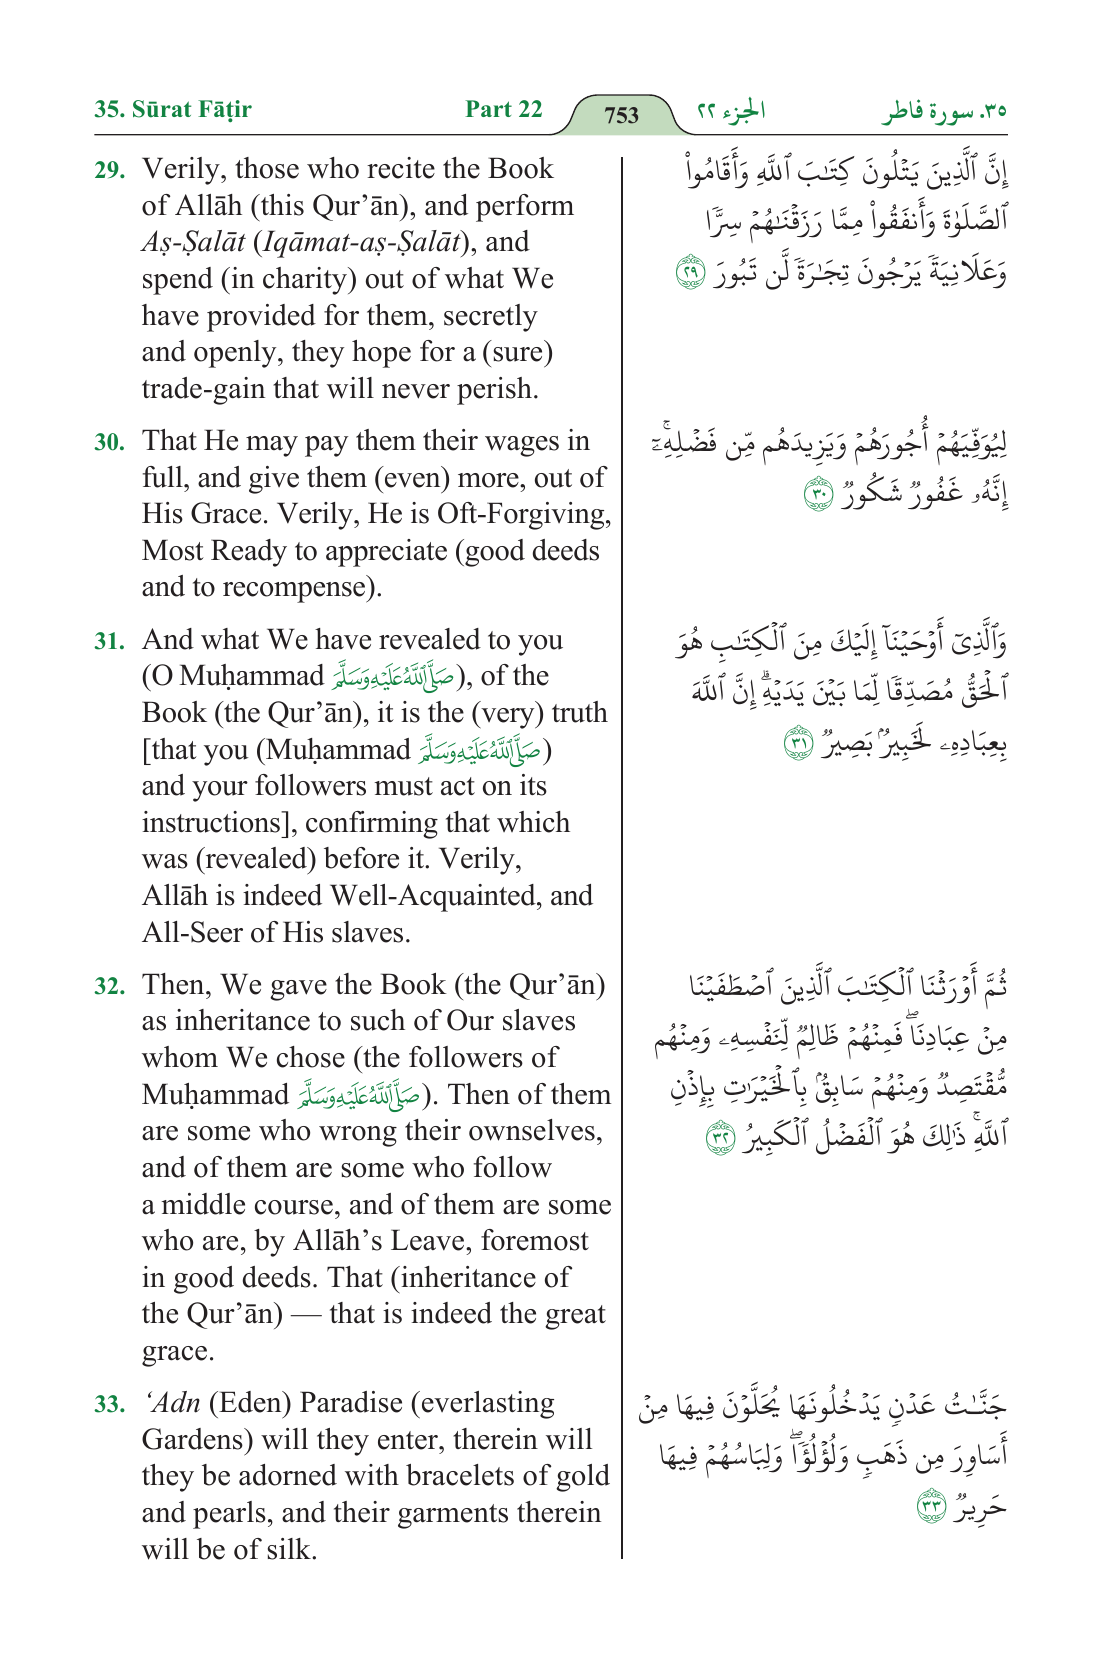 35. Sūrat Fāṭir Part 22 753 الجزء ٢٢ ٣٥. سورة فاطر
29. Verily, those who recite the Book
of Allāh (this Qur’ān), and perform
Aṣ-Ṣalāt (Iqāmat-aṣ-Ṣalāt), and
spend (in charity) out of what We
have provided for them, secretly
and openly, they hope for a (sure)
trade-gain that will never perish.
إِنَّ ٱلَّذِينَ يَتْلُونَ كِتَـٰبَ ٱللَّهِ وَأَقَامُوا۟
ٱلصَّلَوٰةَ وَأَنفَقُوا۟ مِمَّا رَزَقْنَـٰهُمْ سِرًّا
وَعَلَانِيَةً يَرْجُونَ تِجَـٰرَةً لَّن تَبُورَ ٢٩
30. That He may pay them their wages in
full, and give them (even) more, out of
His Grace. Verily, He is Oft-Forgiving,
Most Ready to appreciate (good deeds
and to recompense).
لِيُوَفِّيَهُمْ أُجُورَهُمْ وَيَزِيدَهُم مِّن فَضْلِهِۦٓ ۚ
إِنَّهُۥ غَفُورٌ شَكُورٌ ٣٠
31. And what We have revealed to you
(O Muḥammad صَلَّى ٱللَّهُ عَلَيْهِ وَسَلَّمَ), of the
Book (the Qur’ān), it is the (very) truth
[that you (Muḥammad صَلَّى ٱللَّهُ عَلَيْهِ وَسَلَّمَ)
and your followers must act on its
instructions], confirming that which
was (revealed) before it. Verily,
Allāh is indeed Well-Acquainted, and
All-Seer of His slaves.
وَٱلَّذِىٓ أَوْحَيْنَآ إِلَيْكَ مِنَ ٱلْكِتَـٰبِ هُوَ
ٱلْحَقُّ مُصَدِّقًا لِّمَا بَيْنَ يَدَيْهِ ۗ إِنَّ ٱللَّهَ
بِعِبَادِهِۦ لَخَبِيرٌۢ بَصِيرٌ ٣١
32. Then, We gave the Book (the Qur’ān)
as inheritance to such of Our slaves
whom We chose (the followers of
Muḥammad صَلَّى ٱللَّهُ عَلَيْهِ وَسَلَّمَ). Then of them
are some who wrong their ownselves,
and of them are some who follow
a middle course, and of them are some
who are, by Allāh’s Leave, foremost
in good deeds. That (inheritance of
the Qur’ān) — that is indeed the great
grace.
ثُمَّ أَوْرَثْنَا ٱلْكِتَـٰبَ ٱلَّذِينَ ٱصْطَفَيْنَا
مِنْ عِبَادِنَا ۖ فَمِنْهُمْ ظَالِمٌ لِّنَفْسِهِۦ وَمِنْهُم
مُّقْتَصِدٌ وَمِنْهُمْ سَابِقٌۢ بِٱلْخَيْرَٰتِ بِإِذْنِ
ٱللَّهِ ۚ ذَٰلِكَ هُوَ ٱلْفَضْلُ ٱلْكَبِيرُ ٣٢
33. ‘Adn (Eden) Paradise (everlasting
Gardens) will they enter, therein will
they be adorned with bracelets of gold
and pearls, and their garments therein
will be of silk.
جَنَّـٰتُ عَدْنٍ يَدْخُلُونَهَا يُحَلَّوْنَ فِيهَا مِنْ
أَسَاوِرَ مِن ذَهَبٍ وَلُؤْلُؤًا ۖ وَلِبَاسُهُمْ فِيهَا
حَرِيرٌ ٣٣